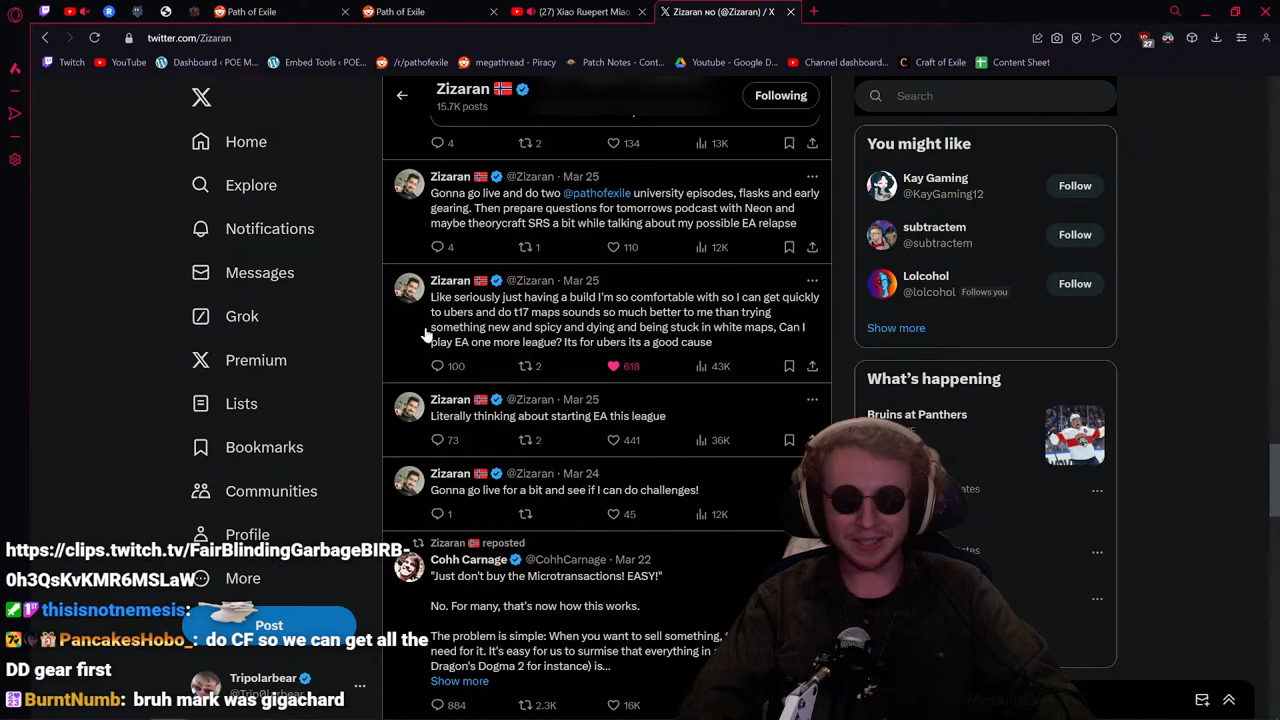 Path of Exile
Path of Exile
(27) Xiao Ruepert Miao
Zizaran no (@Zizaran) / X
twitter.com/Zizaran
27
Twitch
YouTube
Dashboard ‹ POE M...
Embed Tools ‹ POE...
/r/pathofexile
megathread - Piracy
Patch Notes - Cont...
Youtube - Google D...
Channel dashboard...
Craft of Exile
Content Sheet
Home
Explore
Notifications
Messages
Grok
Premium
Lists
Bookmarks
Communities
Profile
More
Post
Tripolarbear
Zizaran
15.7K posts
Following
4 2 134 13K
Zizaran @Zizaran · Mar 25
Gonna go live and do two @pathofexile university episodes, flasks and early
gearing. Then prepare questions for tomorrows podcast with Neon and
maybe theorycraft SRS a bit while talking about my possible EA relapse
4 1 110 12K
Zizaran @Zizaran · Mar 25
Like seriously just having a build I'm so comfortable with so I can get quickly
to ubers and do t17 maps sounds so much better to me than trying
something new and spicy and dying and being stuck in white maps, Can I
play EA one more league? Its for ubers its a good cause
100 2 618 43K
Zizaran @Zizaran · Mar 25
Literally thinking about starting EA this league
73 2 441 36K
Zizaran @Zizaran · Mar 24
Gonna go live for a bit and see if I can do challenges!
1 45 12K
Zizaran reposted
Cohh Carnage @CohhCarnage · Mar 22
"Just don't buy the Microtransactions! EASY!"
No. For many, that's now how this works.
The problem is simple: When you want to sell something,
need for it. It's easy for us to surmise that everything in
Dragon's Dogma 2 for instance) is...
Show more
884 2.3K 16K
Search
You might like
Kay Gaming
@KayGaming12
Follow
subtractem
@subtractem
Follow
Lolcohol
@lolcohol Follows you
Follow
Show more
What's happening
Bruins at Panthers
https://clips.twitch.tv/FairBlindingGarbageBIRB-
0h3QsKvKMR6MSLaW
thisisnotnemesis:
PancakesHobo_: do CF so we can get all the
DD gear first
BurntNumb: bruh mark was gigachard